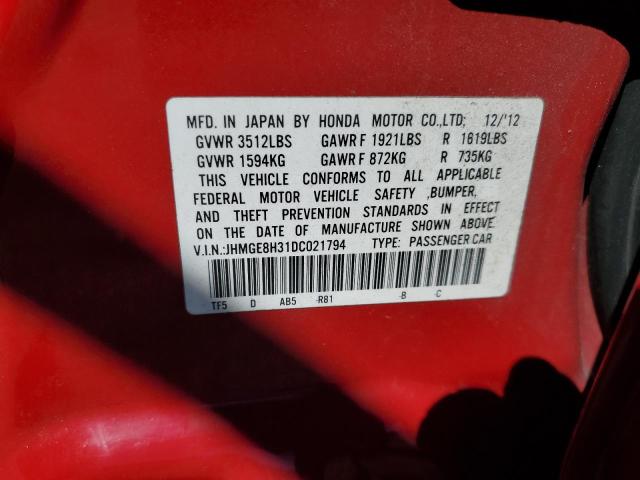 MFD. IN JAPAN BY HONDA MOTOR CO.,LTD; 12/'12
GVWR 3512LBS GAWR F 1921LBS R 1619LBS
GVWR 1594KG GAWR F 872KG R 735KG
THIS VEHICLE CONFORMS TO ALL APPLICABLE
FEDERAL MOTOR VEHICLE SAFETY ,BUMPER,
AND THEFT PREVENTION STANDARDS IN EFFECT
ON THE DATE OF MANUFACTURE SHOWN ABOVE.
V.I.N.:JHMGE8H31DC021794 TYPE: PASSENGER CAR
TF5 D AB5 -R81 -B -C